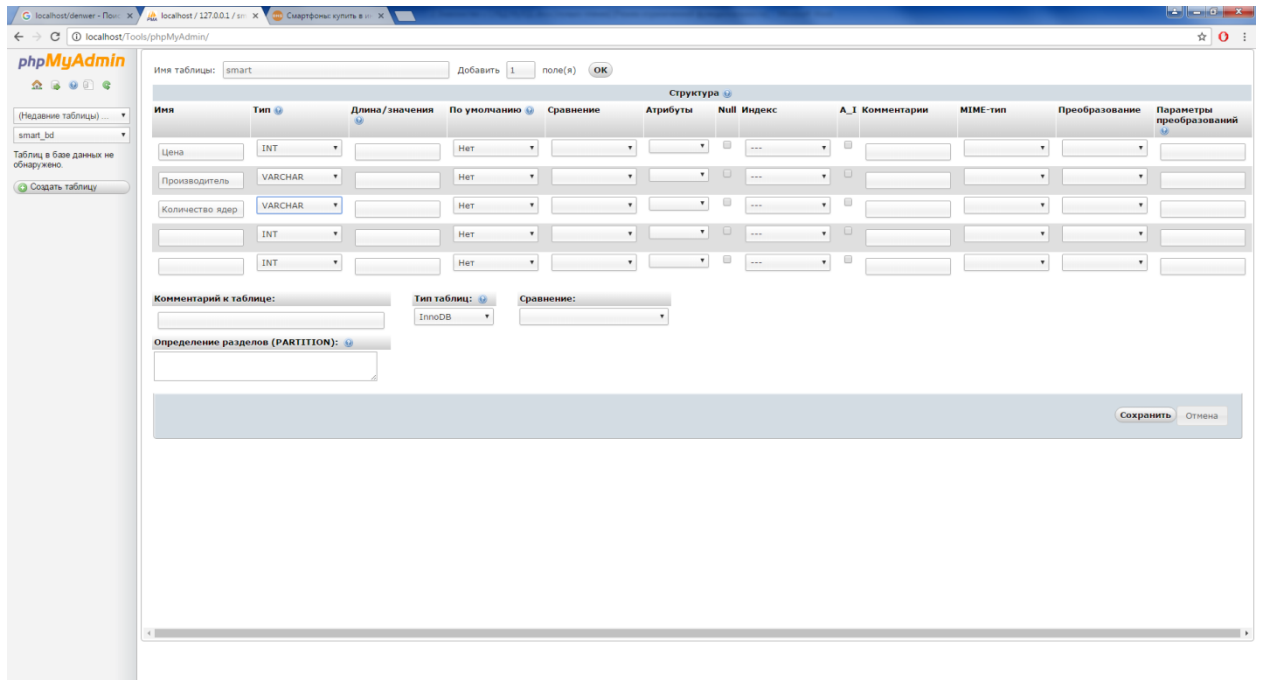 localhost/denwer - Пои
localhost / 127.0.0.1 / sm
Смартфоны: купить в ин
localhost/Tools/phpMyAdmin/
phpMyAdmin
(Недавние таблицы) ...
smart_bd
Таблиц в базе данных не обнаружено.
Создать таблицу
Имя таблицы: smart Добавить 1 поле(я) OK
Структура
Имя Тип Длина/значения По умолчанию Сравнение Атрибуты Null Индекс A_I Комментарии MIME-тип Преобразование Параметры преобразований
Цена INT Нет ---
Производитель VARCHAR Нет ---
Количество ядер VARCHAR Нет ---
INT Нет ---
INT Нет ---
Комментарий к таблице: Тип таблиц: Сравнение:
InnoDB
Определение разделов (PARTITION):
Сохранить Отмена